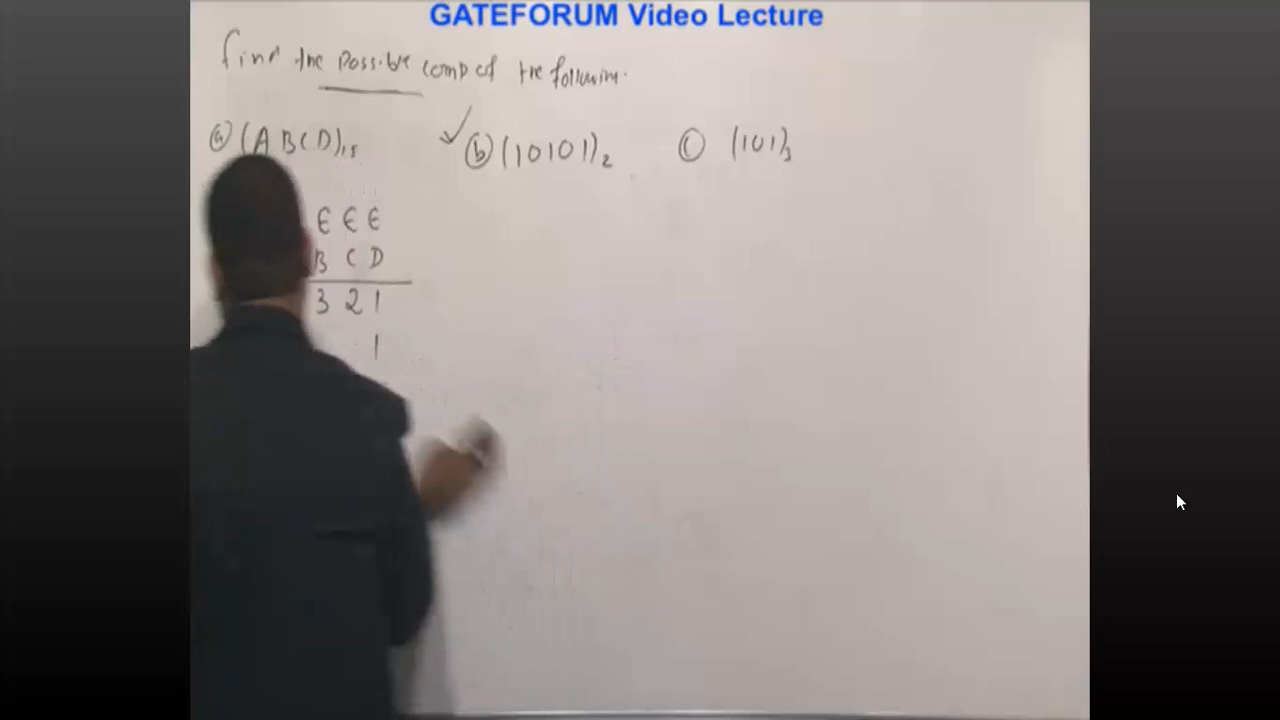 GATEFORUM Video Lecture
Find the possible comp of the following.
(a) (ABCD)15 ✓ (b) (10101)2 (c) (101)3
E E E
B C D
3 2 1
1